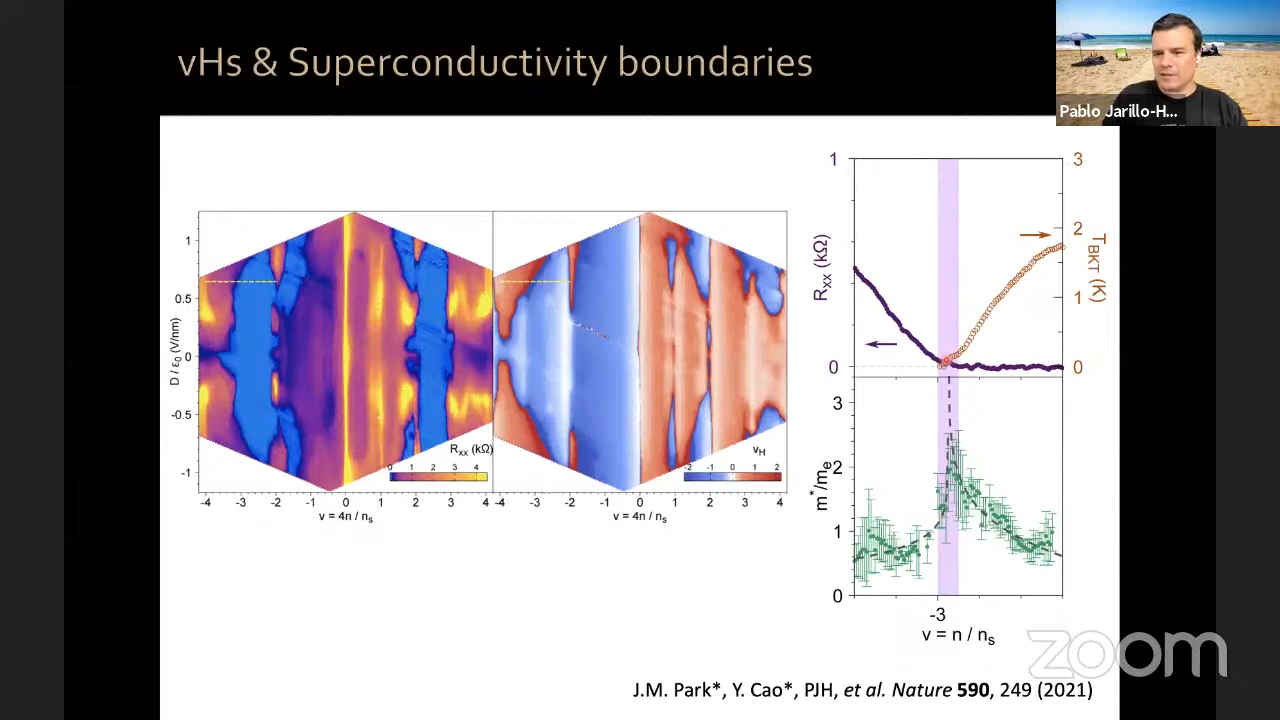 vHs & Superconductivity boundaries
Pablo Jarillo-H...
D / ε₀ (V/nm)
1
0.5
0
-0.5
-1
Rxx (kΩ)
0 1 2 3 4
-4 -3 -2 -1 0 1 2 3 4
ν = 4n / ns
νH
-2 -1 0 1 2
-4 -3 -2 -1 0 1 2 3 4
ν = 4n / ns
Rxx (kΩ)
1
0
TBKT (K)
3
2
1
0
m*/me
3
2
1
0
-3
ν = n / ns
zoom
J.M. Park*, Y. Cao*, PJH, et al. Nature 590, 249 (2021)